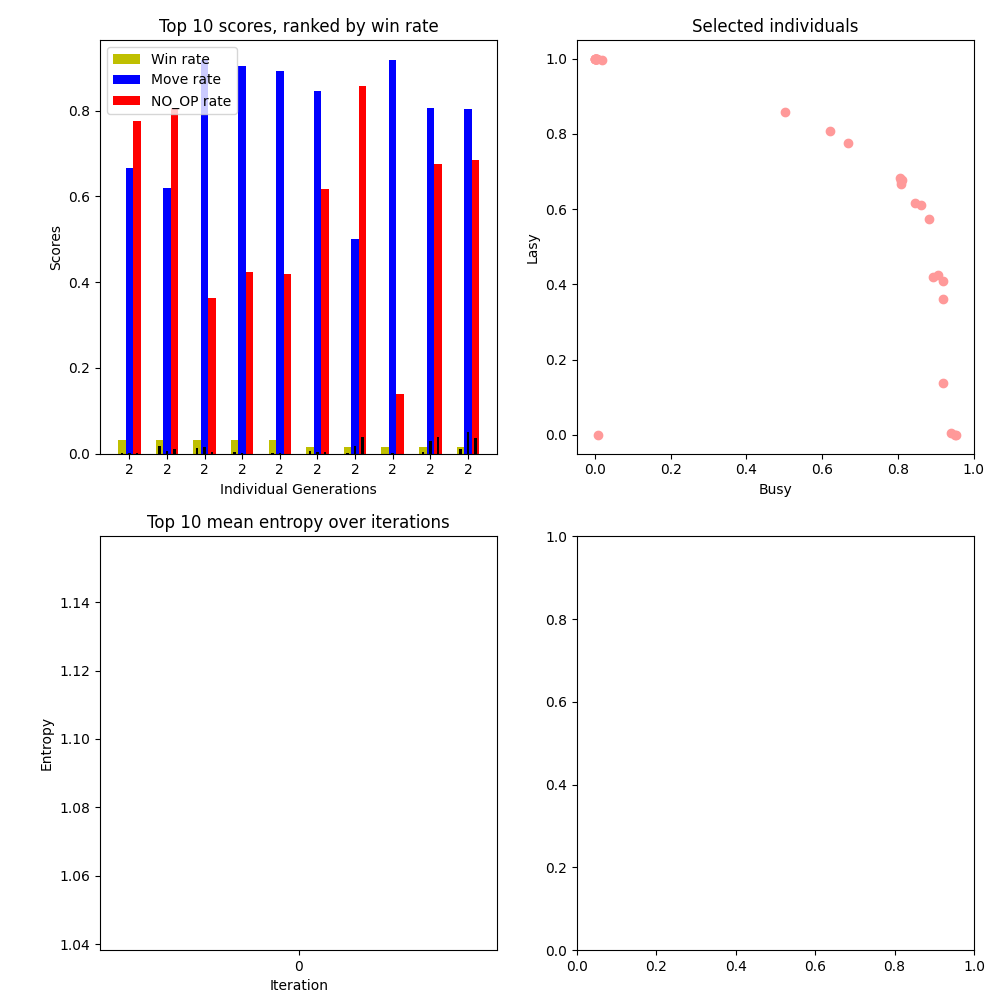 Top 10 scores, ranked by win rate
Win rate
Move rate
NO_OP rate
Scores
0.8
0.6
0.4
0.2
0.0
2 2 2 2 2 2 2 2 2 2
Individual Generations
Selected individuals
Lasy
1.0
0.8
0.6
0.4
0.2
0.0
0.0 0.2 0.4 0.6 0.8 1.0
Busy
Top 10 mean entropy over iterations
Entropy
1.14
1.12
1.10
1.08
1.06
1.04
0
Iteration
1.0
0.8
0.6
0.4
0.2
0.0
0.0 0.2 0.4 0.6 0.8 1.0